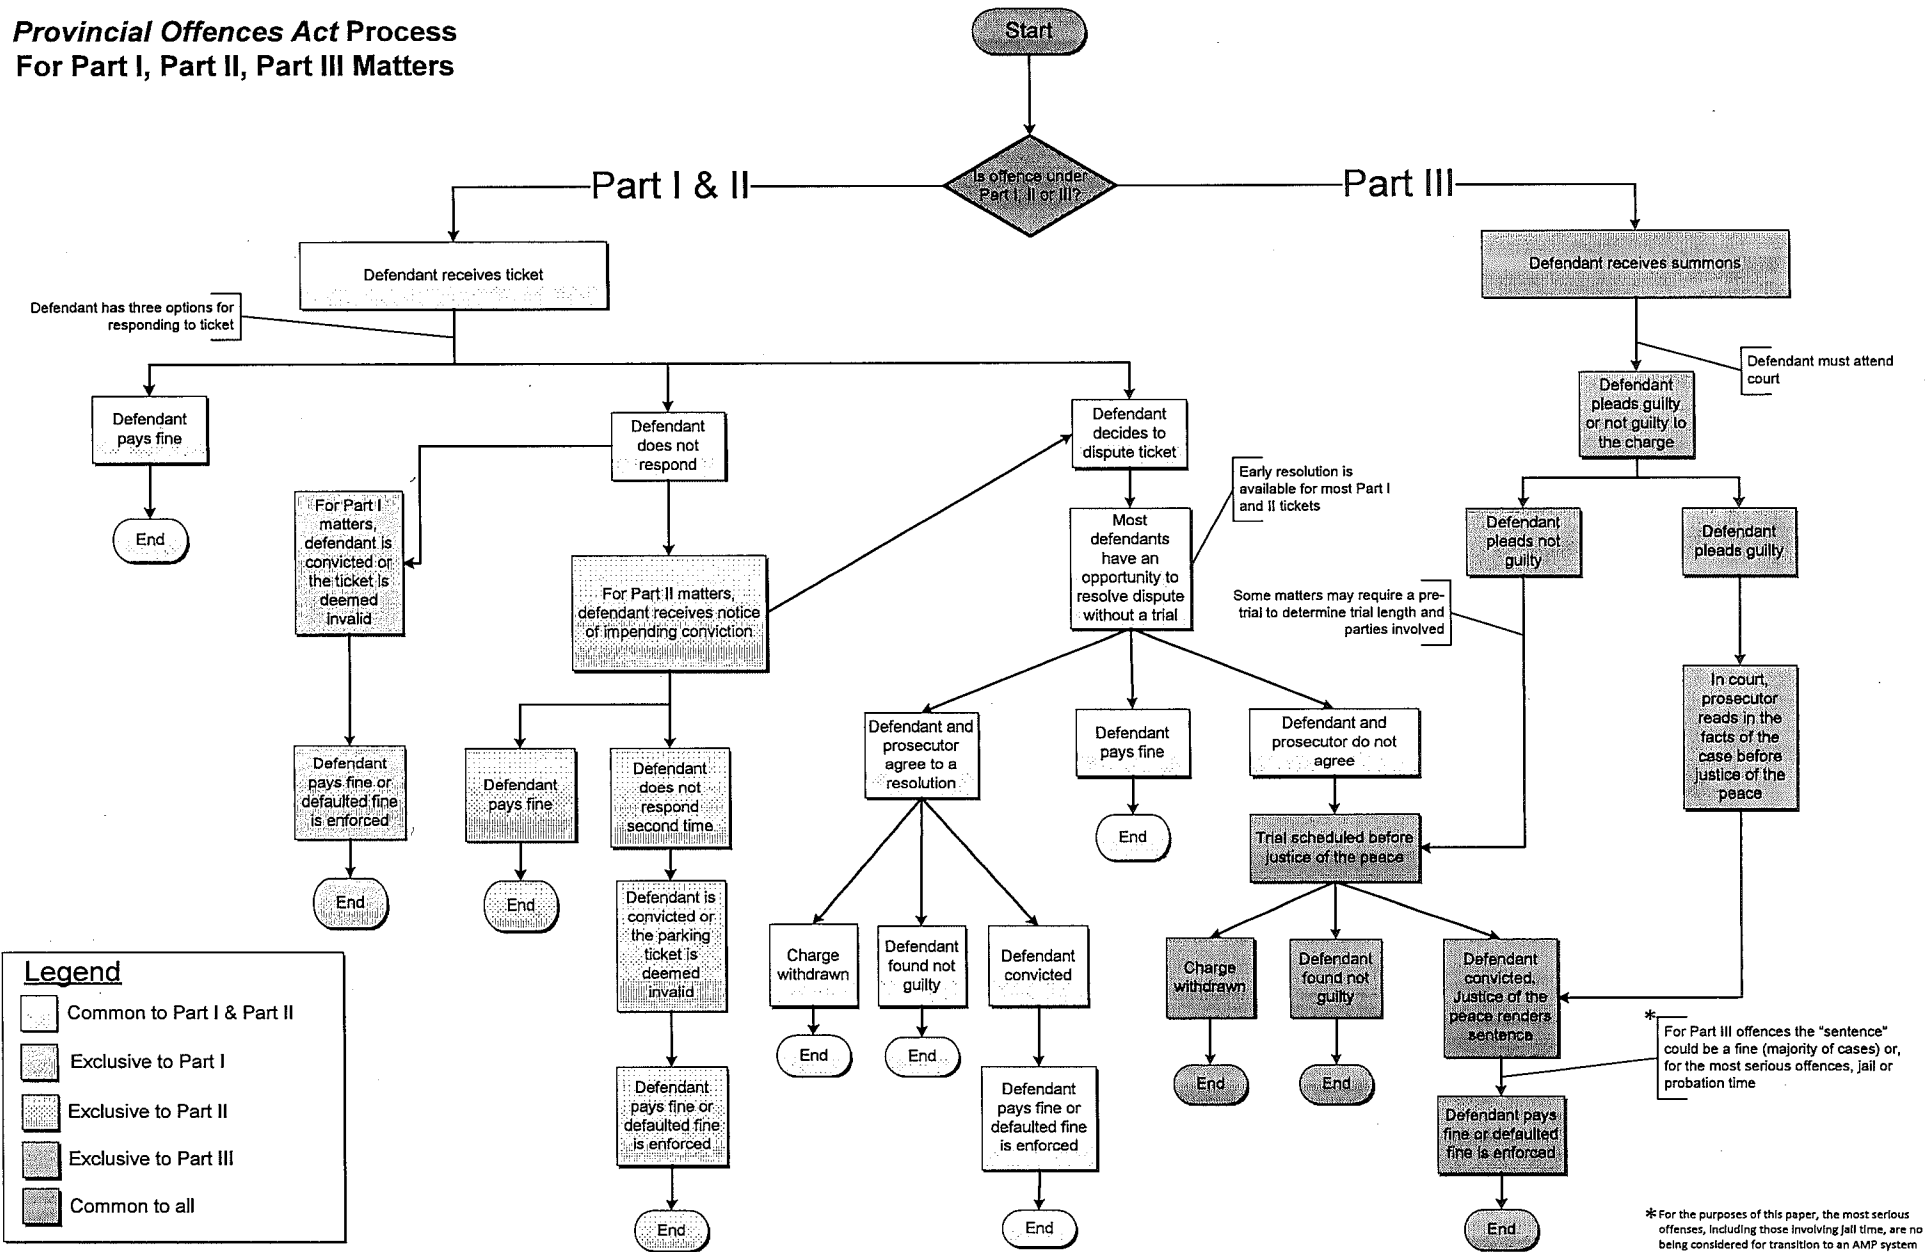 Provincial Offences Act Process
For Part I, Part II, Part III Matters
Start
Is offence under
Part I, II or III?
Part I & II
Part III
Defendant receives ticket
Defendant receives summons
Defendant has three options for
responding to ticket
Defendant must attend
court
Defendant
pays fine
End
Defendant
does not
respond
Defendant
decides to
dispute ticket
Defendant
pleads guilty
or not guilty to
the charge
Early resolution is
available for most Part I
and II tickets
For Part I
matters,
defendant is
convicted or
the ticket is
deemed
invalid
For Part II matters,
defendant receives notice
of impending conviction
Most
defendants
have an
opportunity to
resolve dispute
without a trial
Defendant
pleads not
guilty
Defendant
pleads guilty
Some matters may require a pre-
trial to determine trial length and
parties involved
In court,
prosecutor
reads in the
facts of the
case before
justice of the
peace
Defendant
pays fine or
defaulted fine
is enforced
End
Defendant
pays fine
End
Defendant
does not
respond
second time
Defendant is
convicted or
the parking
ticket is
deemed
invalid
Defendant
pays fine or
defaulted fine
is enforced
End
Defendant and
prosecutor
agree to a
resolution
Defendant
pays fine
End
Defendant and
prosecutor do not
agree
Trial scheduled before
justice of the peace
Charge
withdrawn
End
Defendant
found not
guilty
End
Defendant
convicted
Defendant
pays fine or
defaulted fine
is enforced
End
Charge
withdrawn
End
Defendant
found not
guilty
End
Defendant
convicted.
Justice of the
peace renders
sentence
*
For Part III offences the "sentence"
could be a fine (majority of cases) or,
for the most serious offences, jail or
probation time
Defendant pays
fine or defaulted
fine is enforced
End
Legend
Common to Part I & Part II
Exclusive to Part I
Exclusive to Part II
Exclusive to Part III
Common to all
* For the purposes of this paper, the most serious
offenses, including those involving jail time, are no
being considered for transition to an AMP system